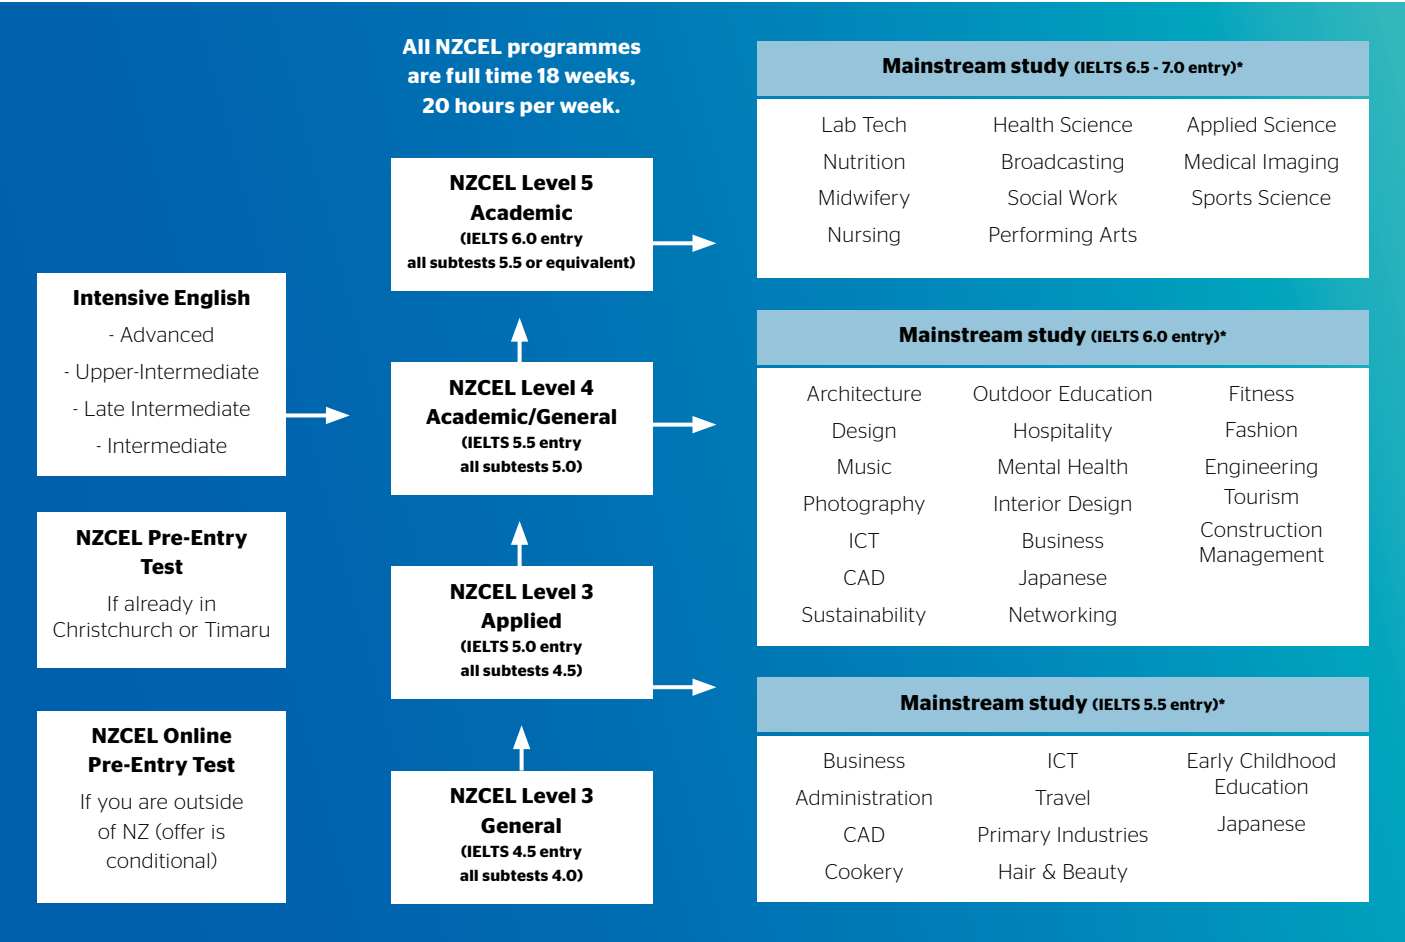 All NZCEL programmes
are full time 18 weeks,
20 hours per week.
Intensive English
- Advanced
- Upper-Intermediate
- Late Intermediate
- Intermediate
NZCEL Pre-Entry
Test
If already in
Christchurch or Timaru
NZCEL Online
Pre-Entry Test
If you are outside
of NZ (offer is
conditional)
NZCEL Level 5
Academic
(IELTS 6.0 entry
all subtests 5.5 or equivalent)
NZCEL Level 4
Academic/General
(IELTS 5.5 entry
all subtests 5.0)
NZCEL Level 3
Applied
(IELTS 5.0 entry
all subtests 4.5)
NZCEL Level 3
General
(IELTS 4.5 entry
all subtests 4.0)
Mainstream study (IELTS 6.5 - 7.0 entry)*
Lab Tech
Nutrition
Midwifery
Nursing
Health Science
Broadcasting
Social Work
Performing Arts
Applied Science
Medical Imaging
Sports Science
Mainstream study (IELTS 6.0 entry)*
Architecture
Design
Music
Photography
ICT
CAD
Sustainability
Outdoor Education
Hospitality
Mental Health
Interior Design
Business
Japanese
Networking
Fitness
Fashion
Engineering
Tourism
Construction
Management
Mainstream study (IELTS 5.5 entry)*
Business
Administration
CAD
Cookery
ICT
Travel
Primary Industries
Hair & Beauty
Early Childhood
Education
Japanese